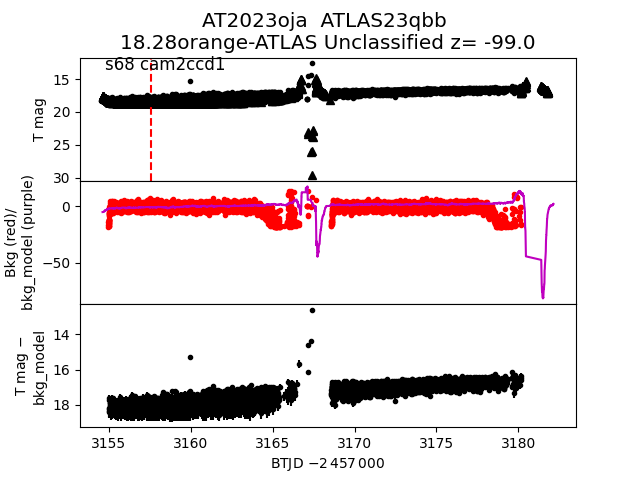 AT2023oja  ATLAS23qbb
18.28orange-ATLAS Unclassified z= -99.0
s68 cam2ccd1
T mag
15
20
25
30
Bkg (red)/
bkg_model (purple)
0
−50
T mag −
bkg_model
14
16
18
3155 3160 3165 3170 3175 3180
BTJD −2 457 000